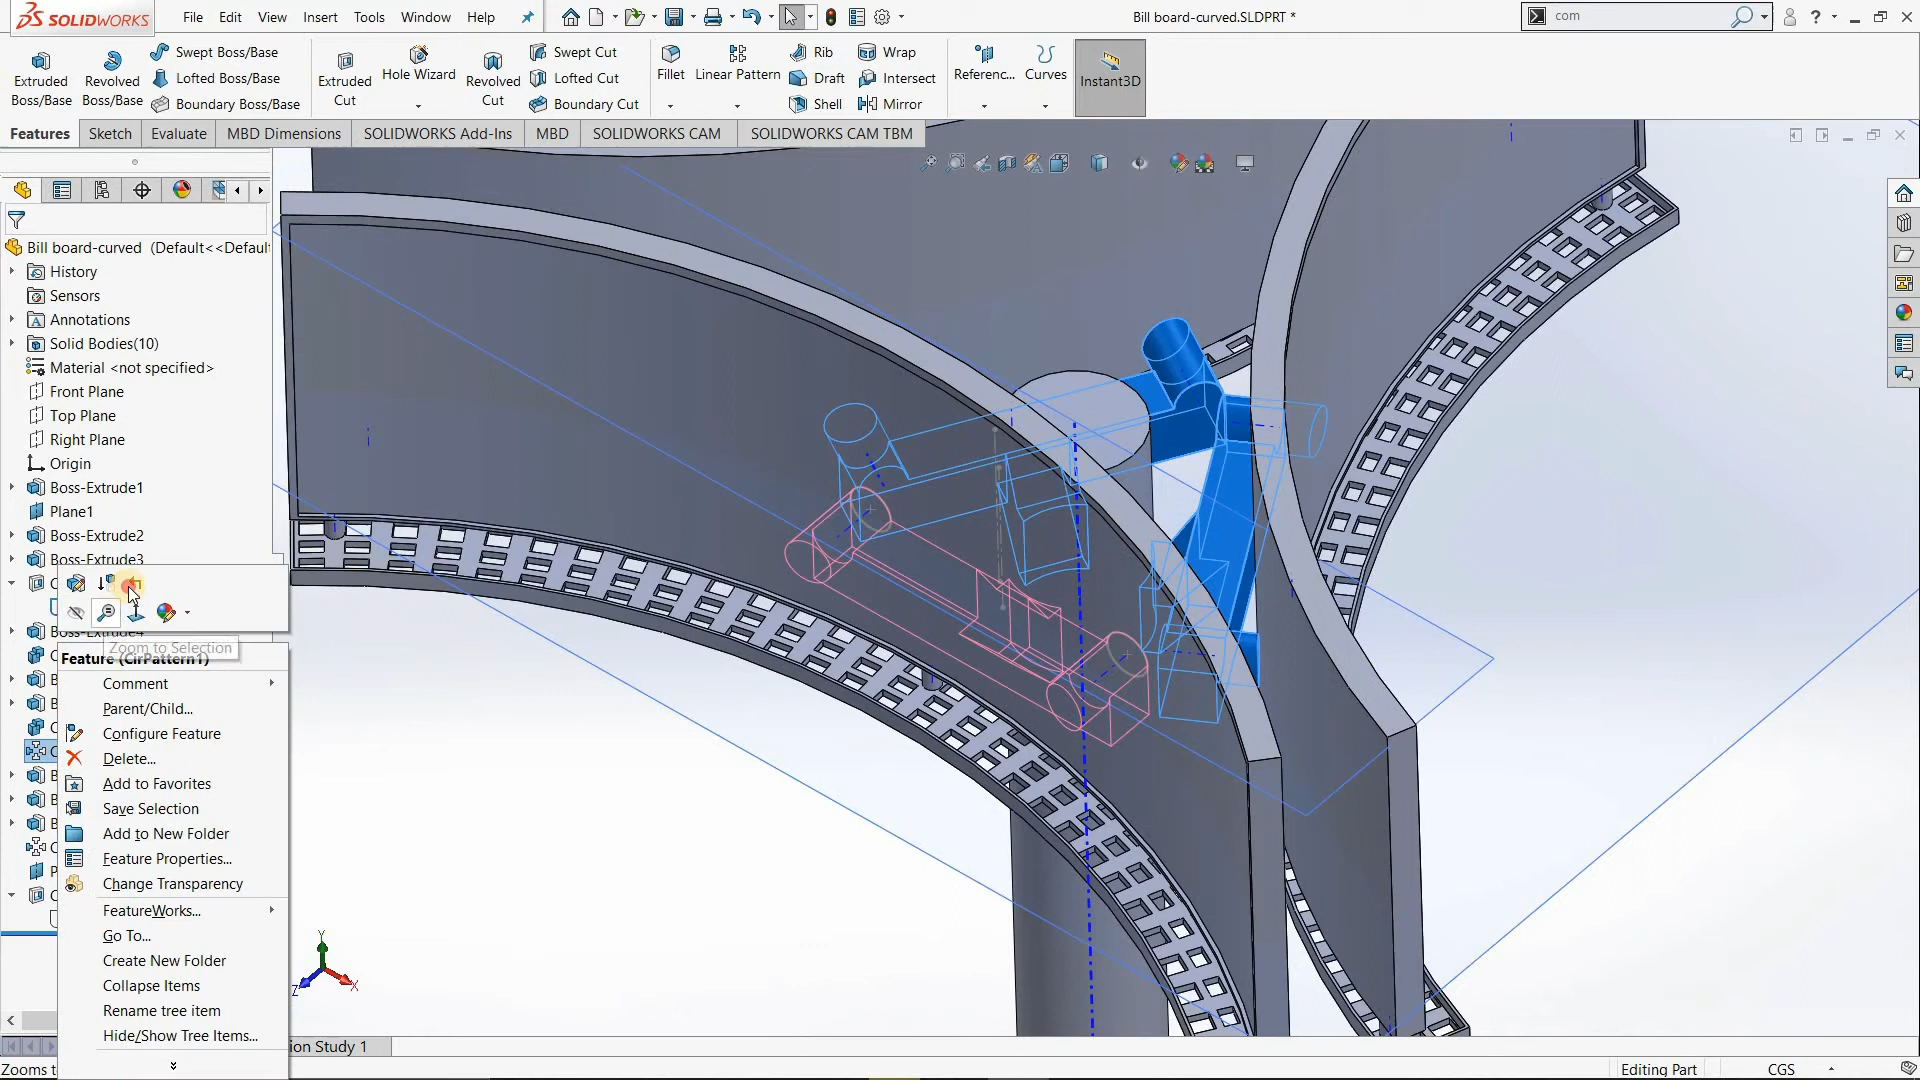 SOLIDWORKS File Edit View Insert Tools Window Help Bill board-curved.SLDPRT * com
Extruded Boss/Base Revolved Boss/Base Swept Boss/Base Lofted Boss/Base Boundary Boss/Base Extruded Cut Hole Wizard Revolved Cut Swept Cut Lofted Cut Boundary Cut Fillet Linear Pattern Rib Draft Shell Wrap Intersect Mirror Referenc... Curves Instant3D
Features Sketch Evaluate MBD Dimensions SOLIDWORKS Add-Ins MBD SOLIDWORKS CAM SOLIDWORKS CAM TBM
Bill board-curved (Default<<Defaul
History
Sensors
Annotations
Solid Bodies(10)
Material <not specified>
Front Plane
Top Plane
Right Plane
Origin
Boss-Extrude1
Plane1
Boss-Extrude2
Boss-Extrude3
Boss-Extrude4
Zoom to Selection
Feature (CirPattern1)
Comment
Parent/Child...
Configure Feature
Delete...
Add to Favorites
Save Selection
Add to New Folder
Feature Properties...
Change Transparency
FeatureWorks...
Go To...
Create New Folder
Collapse Items
Rename tree item
Hide/Show Tree Items...
Y
X
Z
ion Study 1
Zooms t Editing Part CGS